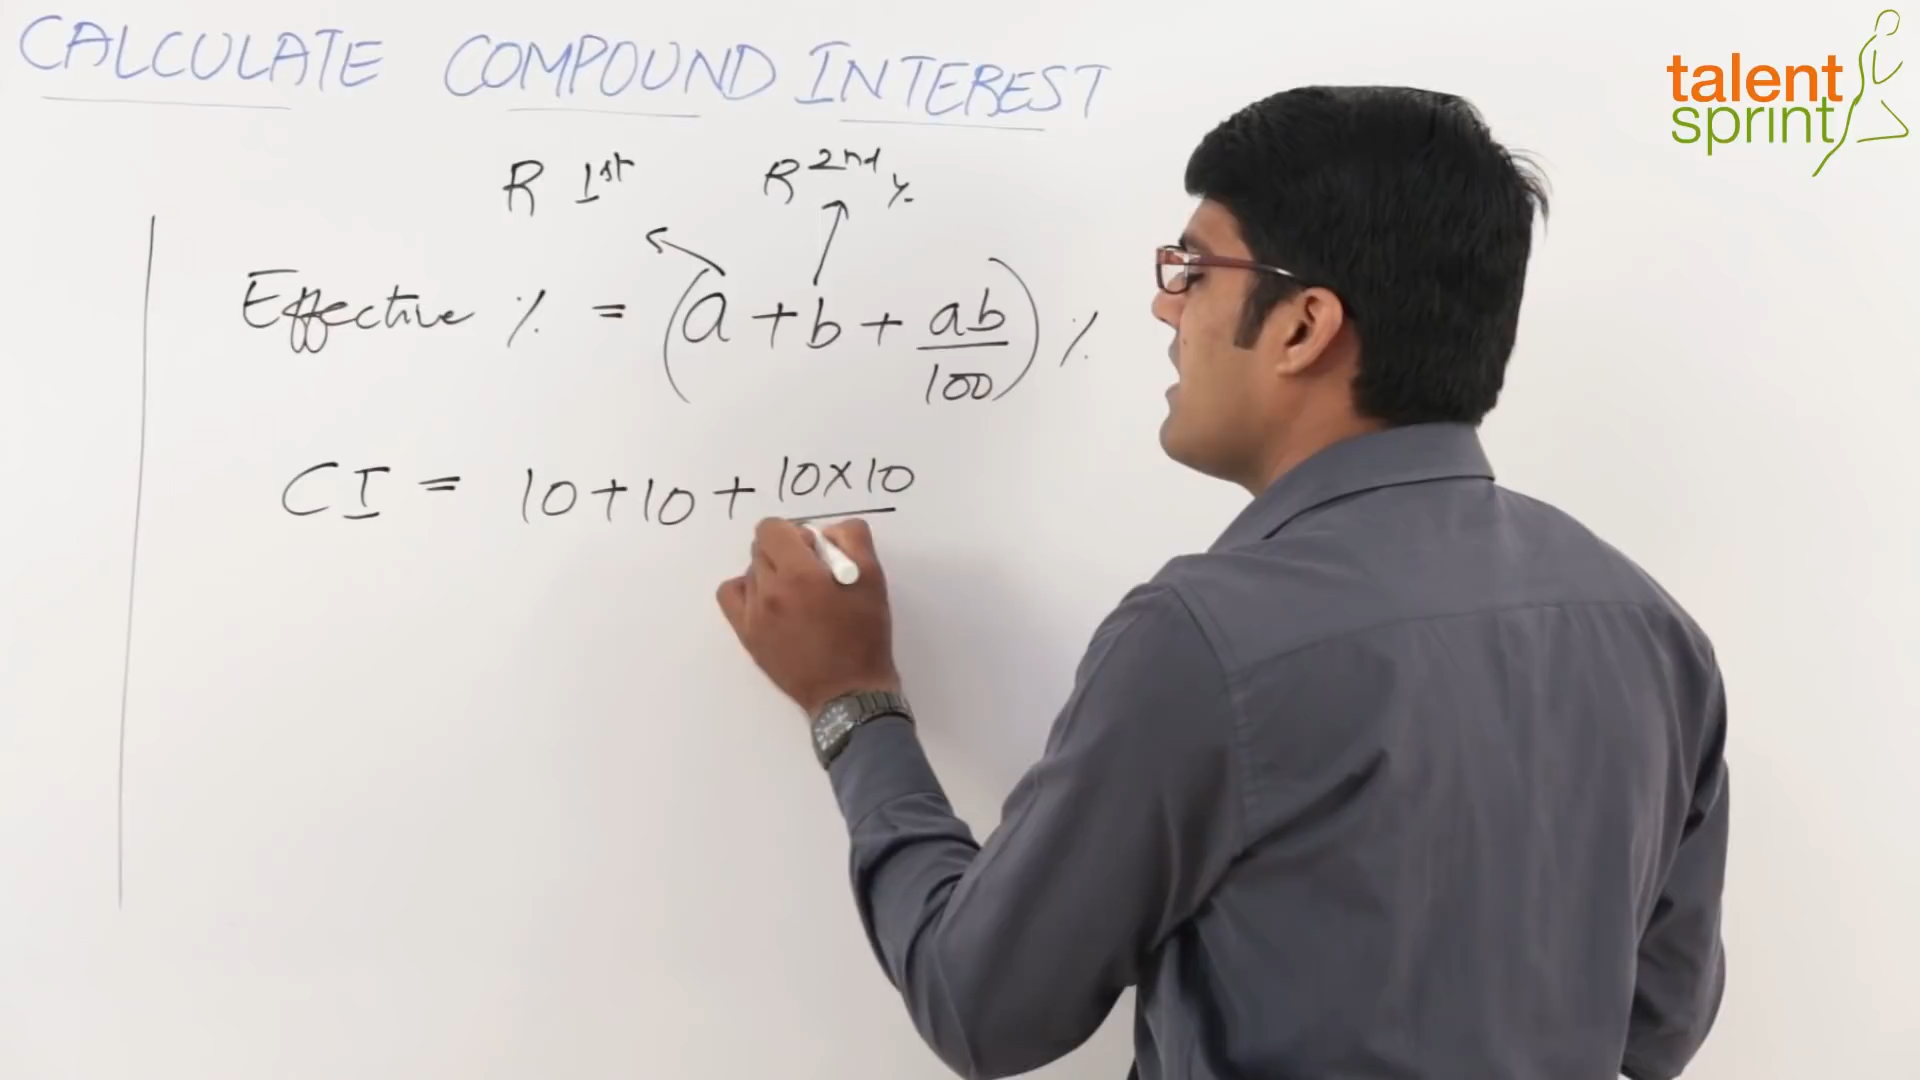 CALCULATE COMPOUND INTEREST
talent
sprint
R 1st R 2nd %
Effective % = (a + b + ab/100) %
CI = 10 + 10 + 10 x 10